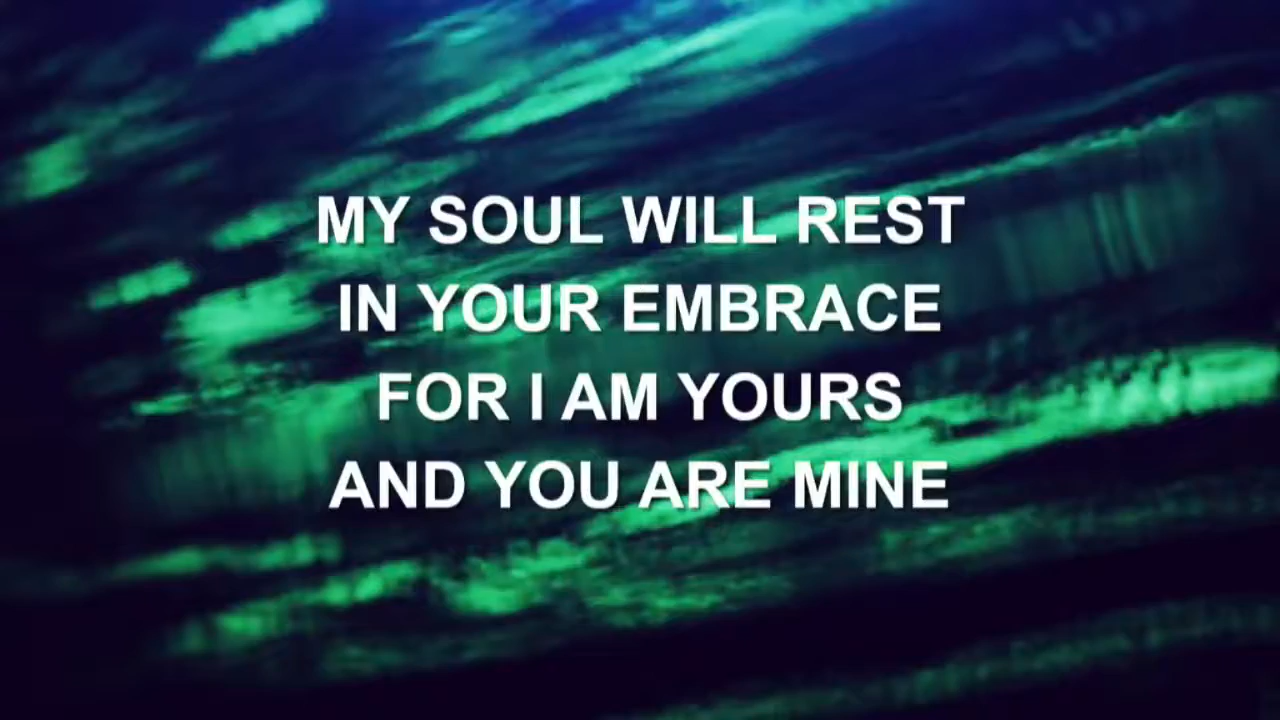 MY SOUL WILL REST
IN YOUR EMBRACE
FOR I AM YOURS
AND YOU ARE MINE